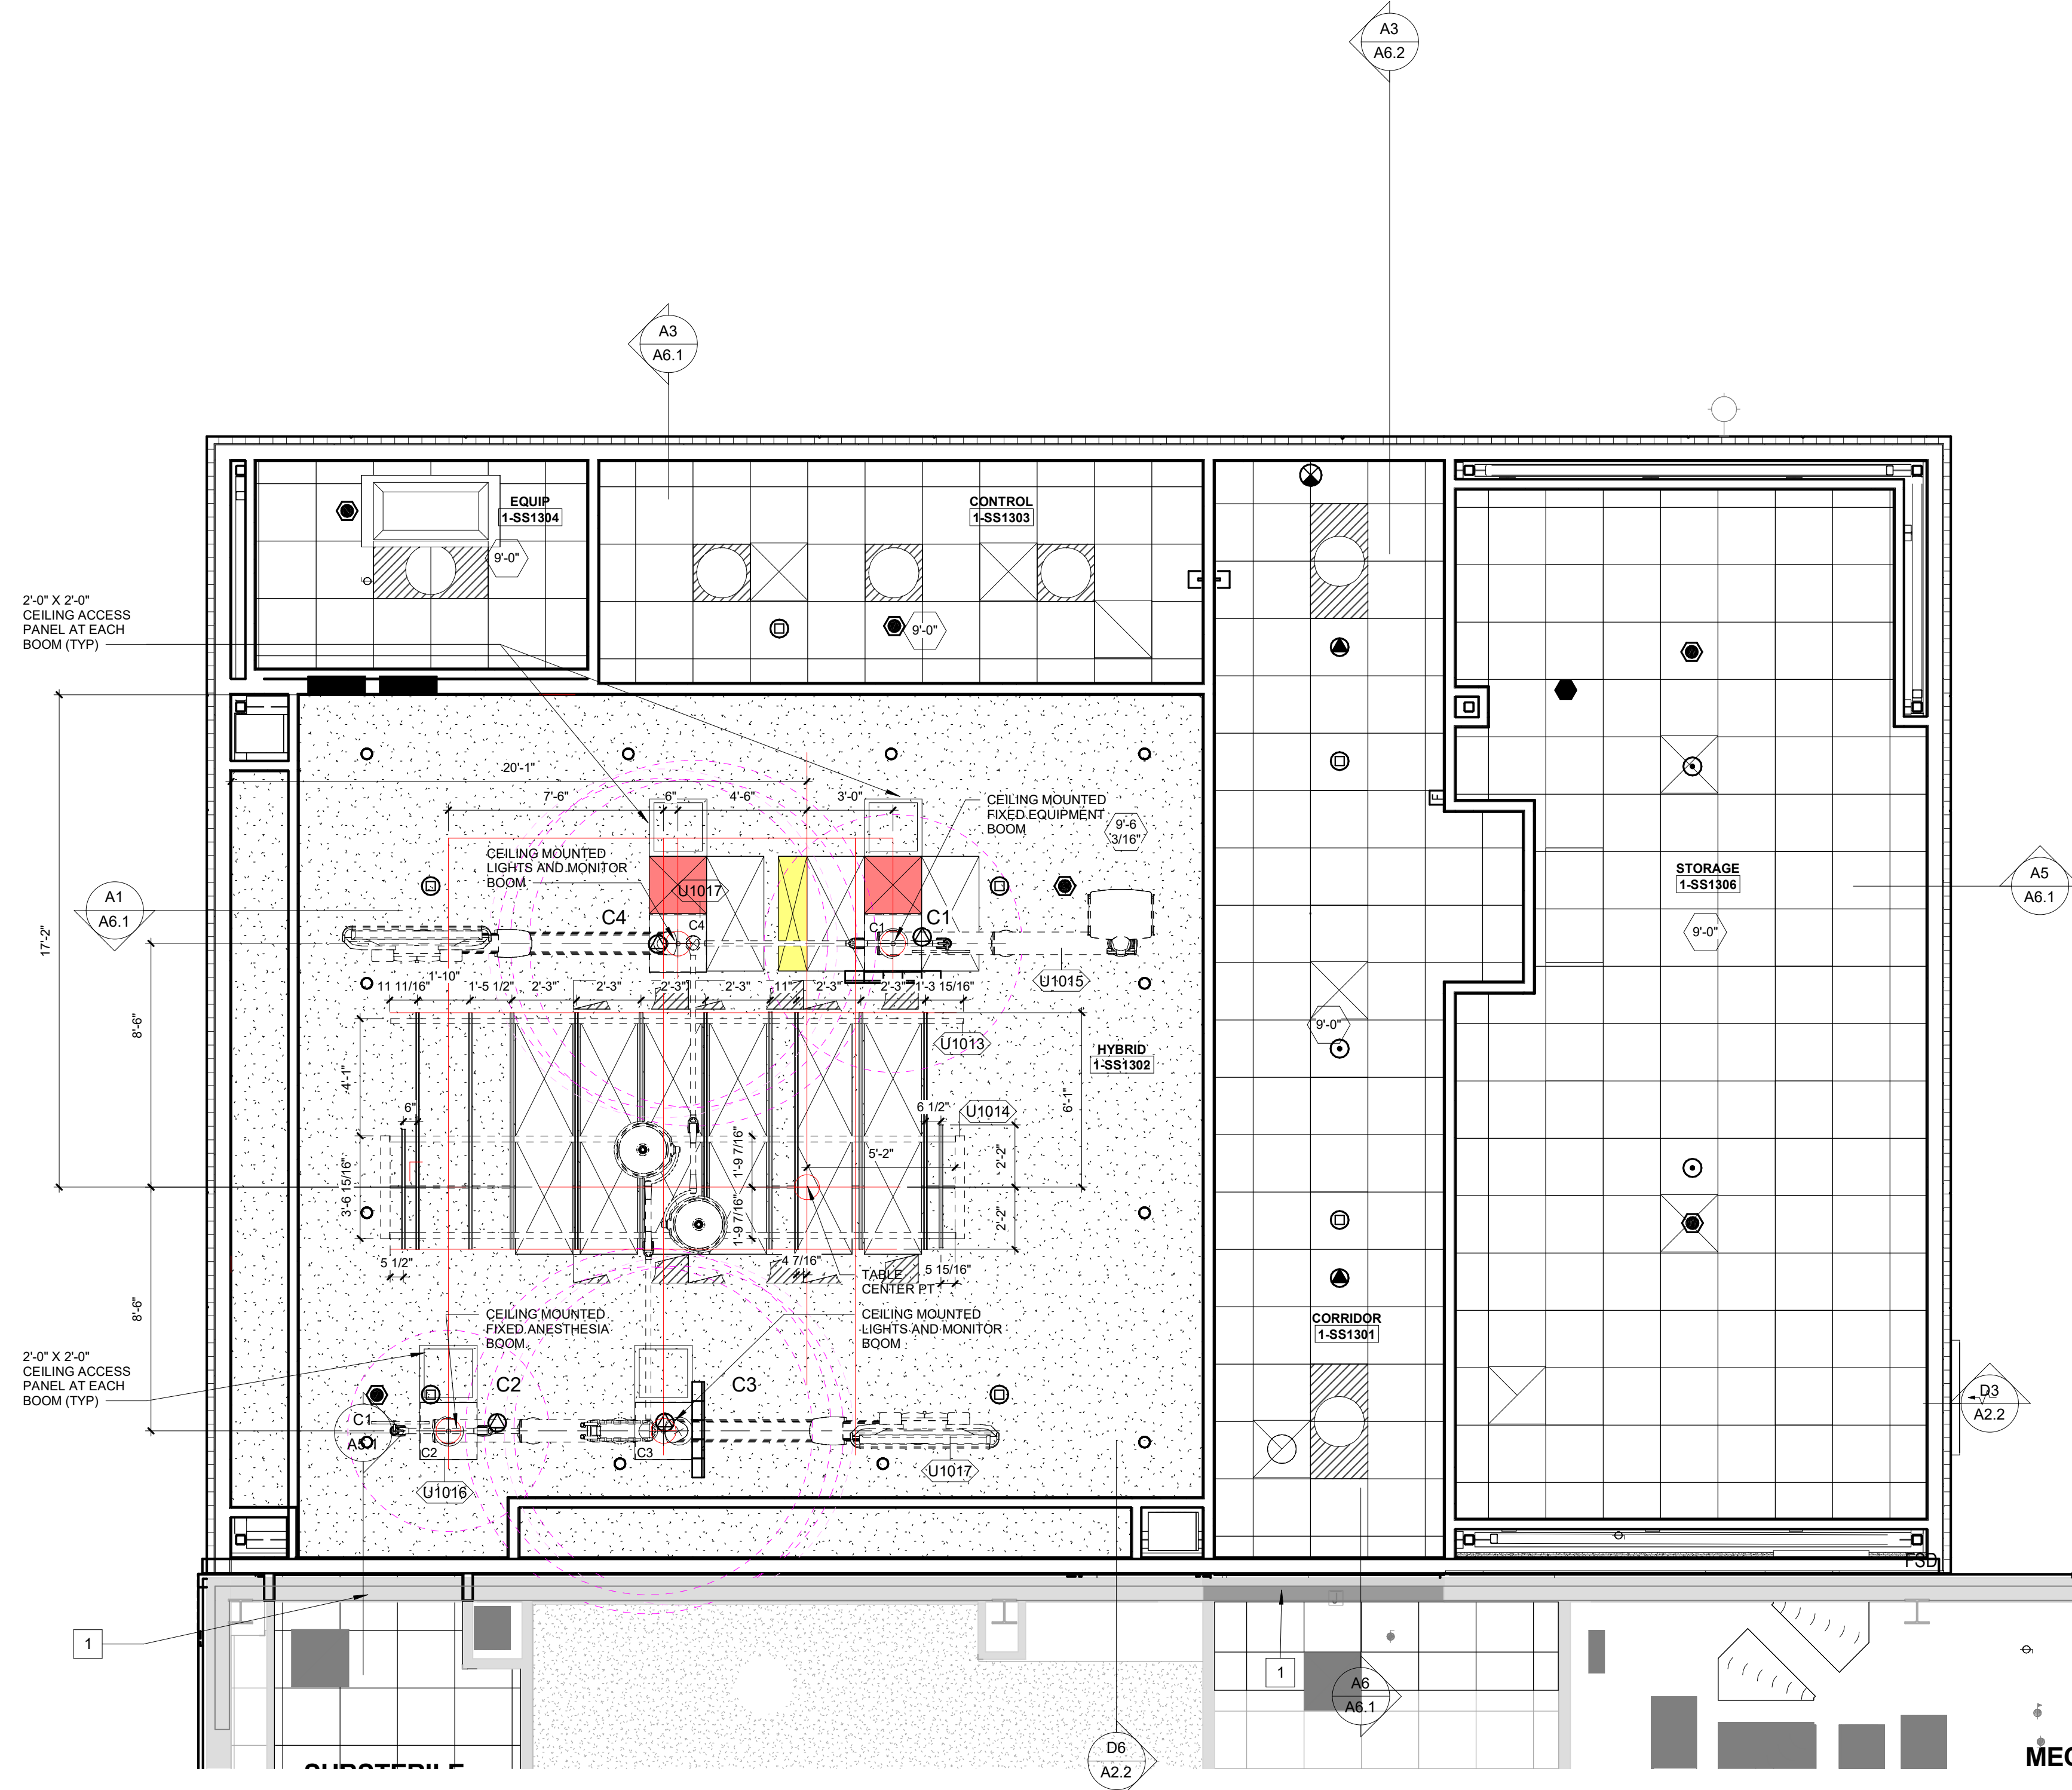 A3
A6.2
A3
A6.1
EQUIP
1-SS1304
9'-0"
CONTROL
1-SS1303
9'-0"
2'-0" X 2'-0"
CEILING ACCESS
PANEL AT EACH
BOOM (TYP)
20'-1"
7'-6"
6"
4'-6"
3'-0"
CEILING MOUNTED
FIXED EQUIPMENT
BOOM
9'-6
3/16"
CEILING MOUNTED
LIGHTS AND MONITOR
BOOM
U1017
STORAGE
1-SS1306
9'-0"
A5
A6.1
A1
A6.1
C4
C4
C1
C1
17'-2"
1'-10"
11 11/16"
1'-5 1/2"
2'-3"
2'-3"
2'-3"
2'-3"
11"
2'-3"
2'-3"
1'-3 15/16"
U1015
8'-6"
9'-0"
U1013
HYBRID
1-SS1302
4'-1"
6"
6 1/2"
U1014
6'-1"
1'-9 7/16"
5'-2"
2'-2"
3'-6 15/16"
1'-9 7/16"
2'-2"
5 1/2"
4 7/16"
5 15/16"
TABLE
CENTER PT
8'-6"
CEILING MOUNTED
FIXED ANESTHESIA
BOOM
CEILING MOUNTED
LIGHTS AND MONITOR
BOOM
CORRIDOR
1-SS1301
2'-0" X 2'-0"
CEILING ACCESS
PANEL AT EACH
BOOM (TYP)
C2
C3
D3
A2.2
C1
A5.1
C2
C3
U1016
U1017
FSD
1
1
A6
A6.1
D6
A2.2
SUBSTERILE